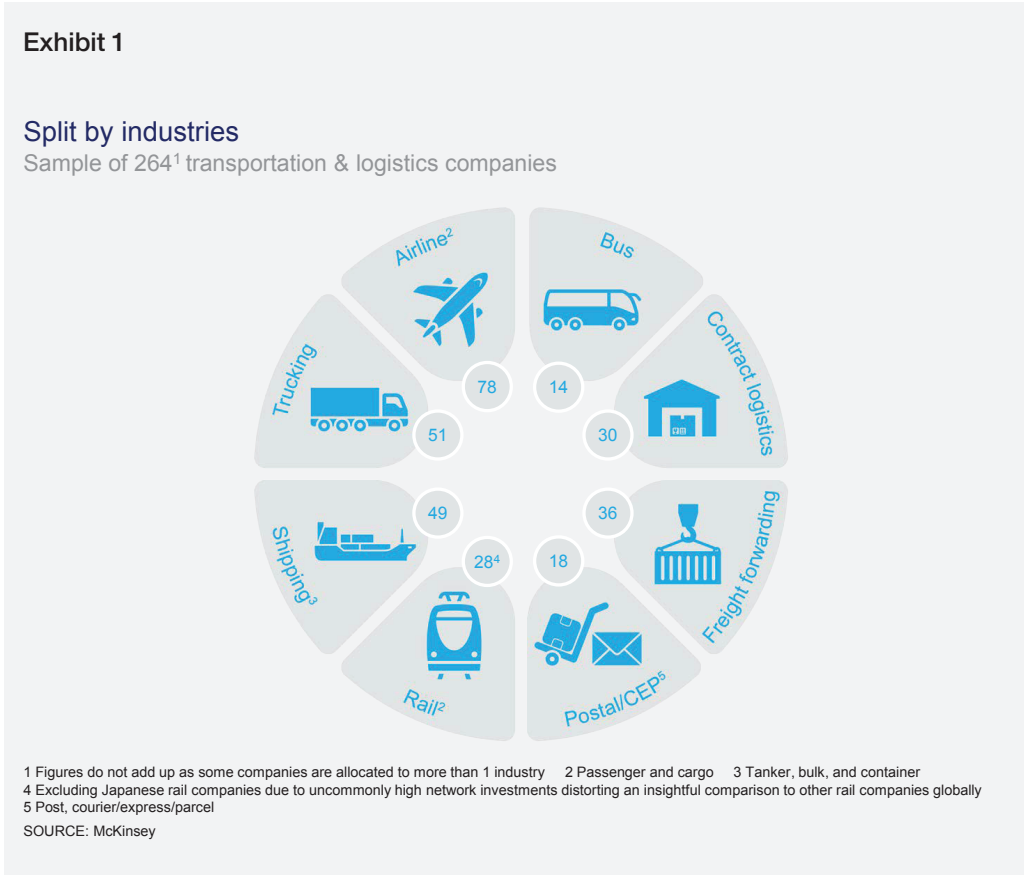 Exhibit 1
Split by industries
Sample of 264¹ transportation & logistics companies
Airline²
78
Bus
14
Contract logistics
30
Freight forwarding
36
Postal/CEP⁵
18
Rail²
28⁴
Shipping³
49
Trucking
51
1 Figures do not add up as some companies are allocated to more than 1 industry 2 Passenger and cargo 3 Tanker, bulk, and container
4 Excluding Japanese rail companies due to uncommonly high network investments distorting an insightful comparison to other rail companies globally
5 Post, courier/express/parcel
SOURCE: McKinsey